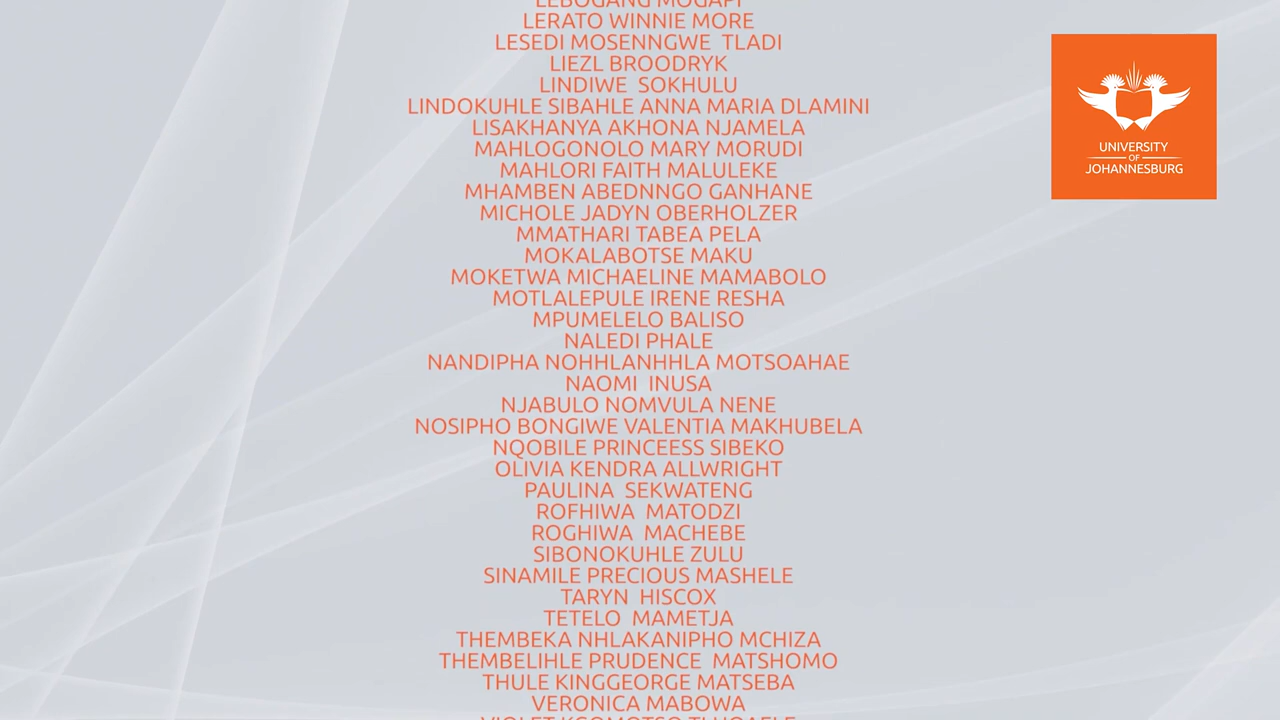 LEBOGANG MOGAPI
LERATO WINNIE MORE
LESEDI MOSENNGWE TLADI
LIEZL BROODRYK
LINDIWE SOKHULU
LINDOKUHLE SIBAHLE ANNA MARIA DLAMINI
LISAKHANYA AKHONA NJAMELA
MAHLOGONOLO MARY MORUDI
MAHLORI FAITH MALULEKE
MHAMBEN ABEDNNGO GANHANE
MICHOLE JADYN OBERHOLZER
MMATHARI TABEA PELA
MOKALABOTSE MAKU
MOKETWA MICHAELINE MAMABOLO
MOTLALEPULE IRENE RESHA
MPUMELELO BALISO
NALEDI PHALE
NANDIPHA NOHHLANHHLA MOTSOAHAE
NAOMI INUSA
NJABULO NOMVULA NENE
NOSIPHO BONGIWE VALENTIA MAKHUBELA
NQOBILE PRINCEESS SIBEKO
OLIVIA KENDRA ALLWRIGHT
PAULINA SEKWATENG
ROFHIWA MATODZI
ROGHIWA MACHEBE
SIBONOKUHLE ZULU
SINAMILE PRECIOUS MASHELE
TARYN HISCOX
TETELO MAMETJA
THEMBEKA NHLAKANIPHO MCHIZA
THEMBELIHLE PRUDENCE MATSHOMO
THULE KINGGEORGE MATSEBA
VERONICA MABOWA
VIOLET KGOMOTSO
UNIVERSITY
OF
JOHANNESBURG